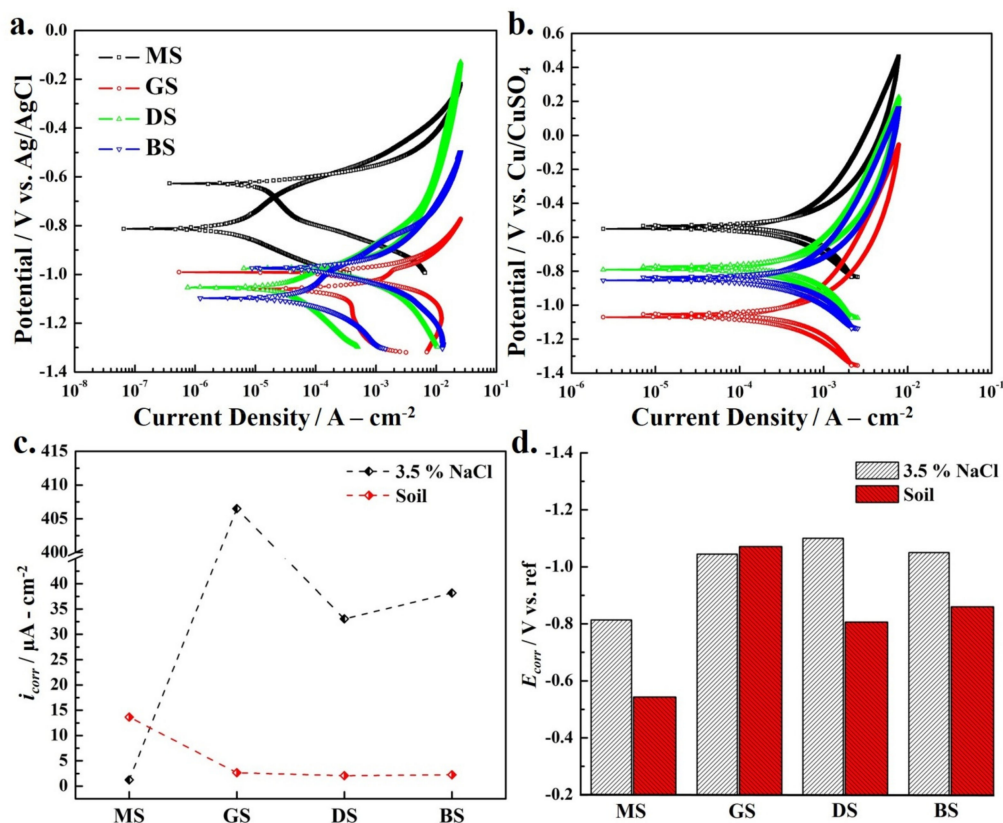 a.
0.0
-0.2
-0.4
-0.6
-0.8
-1.0
-1.2
-1.4
Potential / V vs. Ag/AgCl
MS
GS
DS
BS
10⁻⁷ 10⁻⁶ 10⁻⁵ 10⁻⁴ 10⁻³ 10⁻² 10⁻¹
Current Density / A – cm⁻²
b.
0.4
0.2
0.0
-0.2
-0.4
-0.6
-0.8
-1.0
-1.2
-1.4
Potential / V vs. Cu/CuSO₄
10⁻⁶ 10⁻⁵ 10⁻⁴ 10⁻³ 10⁻² 10⁻¹
Current Density / A – cm⁻²
c.
415
410
405
400
40
35
30
25
20
15
10
5
0
i_corr / µA - cm⁻²
3.5 % NaCl
Soil
MS GS DS BS
d.
-1.4
-1.2
-1.0
-0.8
-0.6
-0.4
-0.2
E_corr / V vs. ref
3.5 % NaCl
Soil
MS GS DS BS